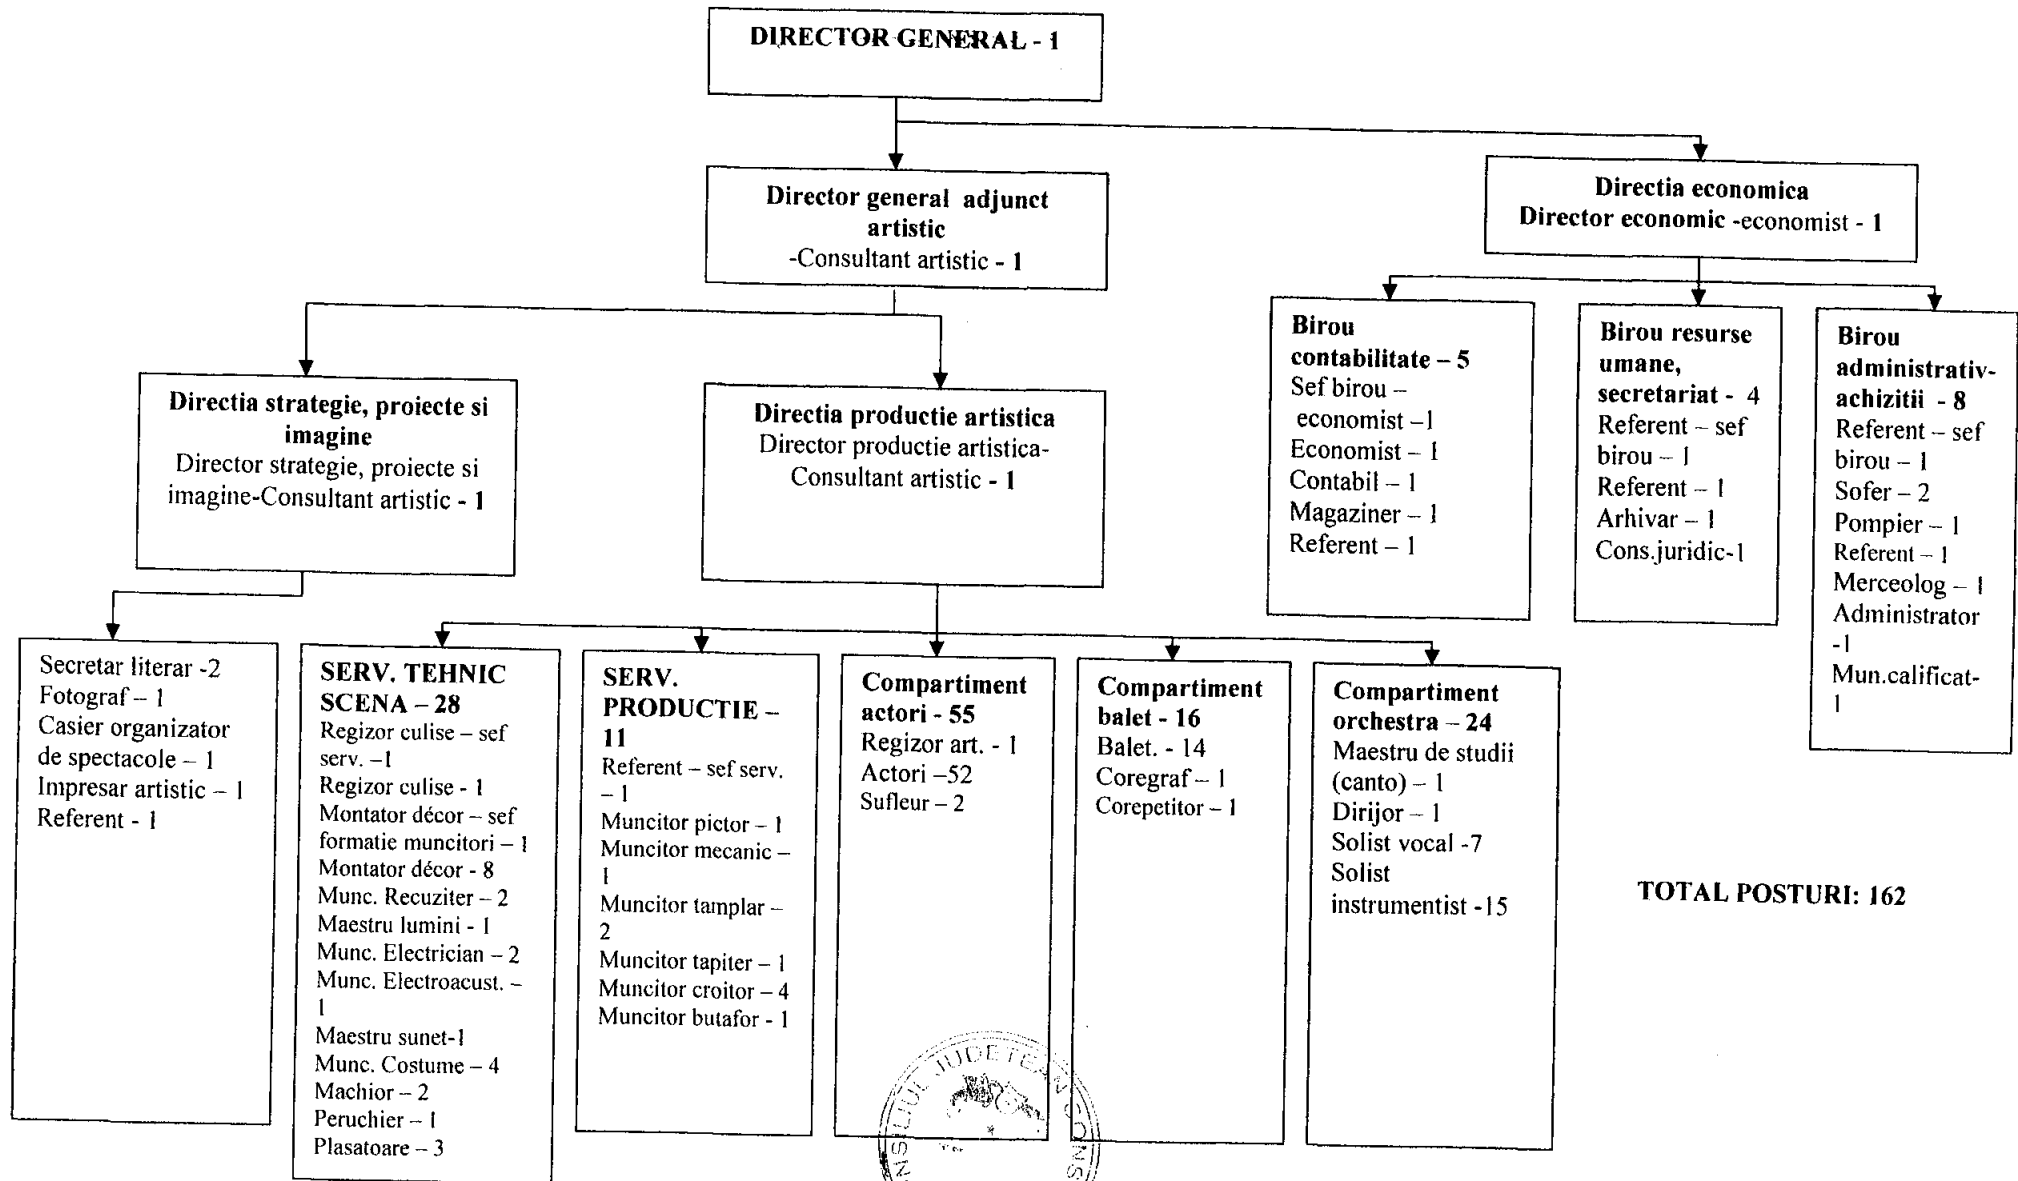 DIRECTOR GENERAL - 1
Director general adjunct
artistic
-Consultant artistic - 1
Directia economica
Director economic -economist - 1
Directia strategie, proiecte si
imagine
Director strategie, proiecte si
imagine-Consultant artistic - 1
Directia productie artistica
Director productie artistica-
Consultant artistic - 1
Birou
contabilitate – 5
Sef birou –
economist –1
Economist – 1
Contabil – 1
Magaziner – 1
Referent – 1
Birou resurse
umane,
secretariat - 4
Referent – sef
birou – 1
Referent – 1
Arhivar – 1
Cons.juridic-1
Birou
administrativ-
achizitii - 8
Referent – sef
birou – 1
Sofer – 2
Pompier – 1
Referent – 1
Merceolog – 1
Administrator
-1
Mun.calificat-
1
Secretar literar -2
Fotograf – 1
Casier organizator
de spectacole – 1
Impresar artistic – 1
Referent - 1
SERV. TEHNIC
SCENA – 28
Regizor culise – sef
serv. –1
Regizor culise - 1
Montator décor – sef
formatie muncitori – 1
Montator décor - 8
Munc. Recuziter – 2
Maestru lumini - 1
Munc. Electrician – 2
Munc. Electroacust. –
1
Maestru sunet-1
Munc. Costume – 4
Machior – 2
Peruchier – 1
Plasatoare – 3
SERV.
PRODUCTIE –
11
Referent – sef serv.
– 1
Muncitor pictor – 1
Muncitor mecanic –
1
Muncitor tamplar –
2
Muncitor tapiter – 1
Muncitor croitor – 4
Muncitor butafor - 1
Compartiment
actori - 55
Regizor art. - 1
Actori –52
Sufleur – 2
Compartiment
balet - 16
Balet. - 14
Coregraf – 1
Corepetitor – 1
Compartiment
orchestra – 24
Maestru de studii
(canto) – 1
Dirijor – 1
Solist vocal -7
Solist
instrumentist -15
TOTAL POSTURI: 162
JUDETEAN